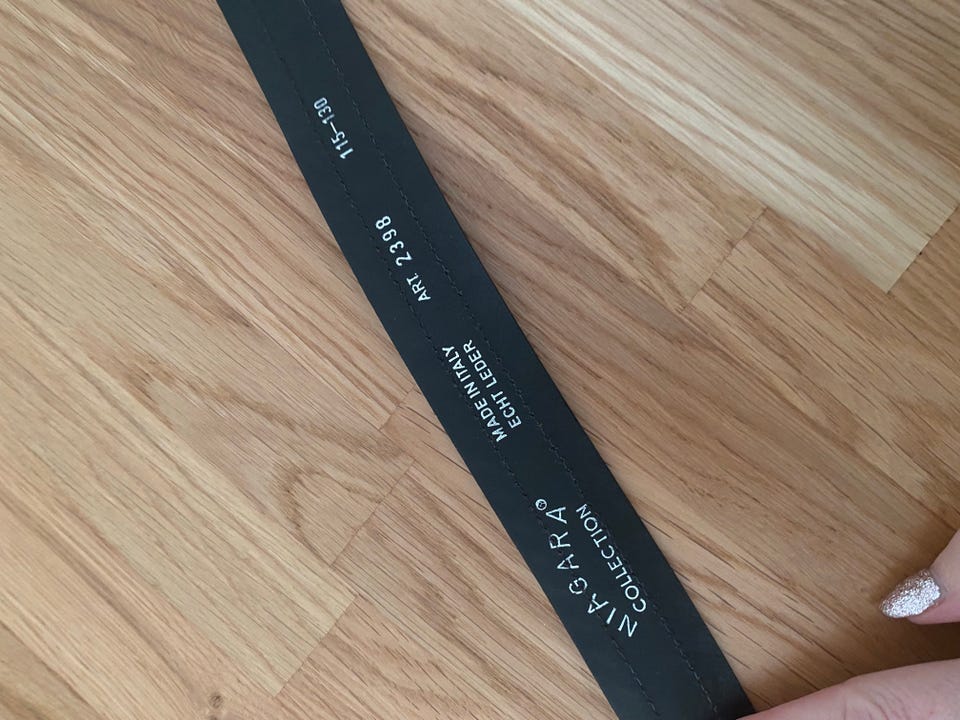 NIAGARA®
COLLECTION
MADE IN ITALY
ECHT LEDER
ART. 2398
115-130